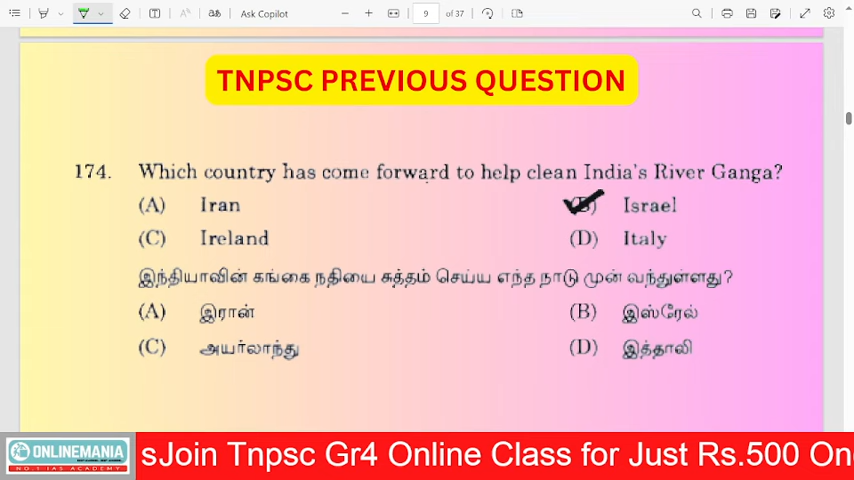 Ask Copilot
9 of 37
TNPSC PREVIOUS QUESTION
174. Which country has come forward to help clean India's River Ganga?
(A) Iran (B) Israel
(C) Ireland (D) Italy
இந்தியாவின் கங்கை நதியை சுத்தம் செய்ய எந்த நாடு முன் வந்துள்ளது?
(A) இரான் (B) இஸ்ரேல்
(C) அயர்லாந்து (D) இத்தாலி
ONLINEMANIA
NO.1 IAS ACADEMY
sJoin Tnpsc Gr4 Online Class for Just Rs.500 On